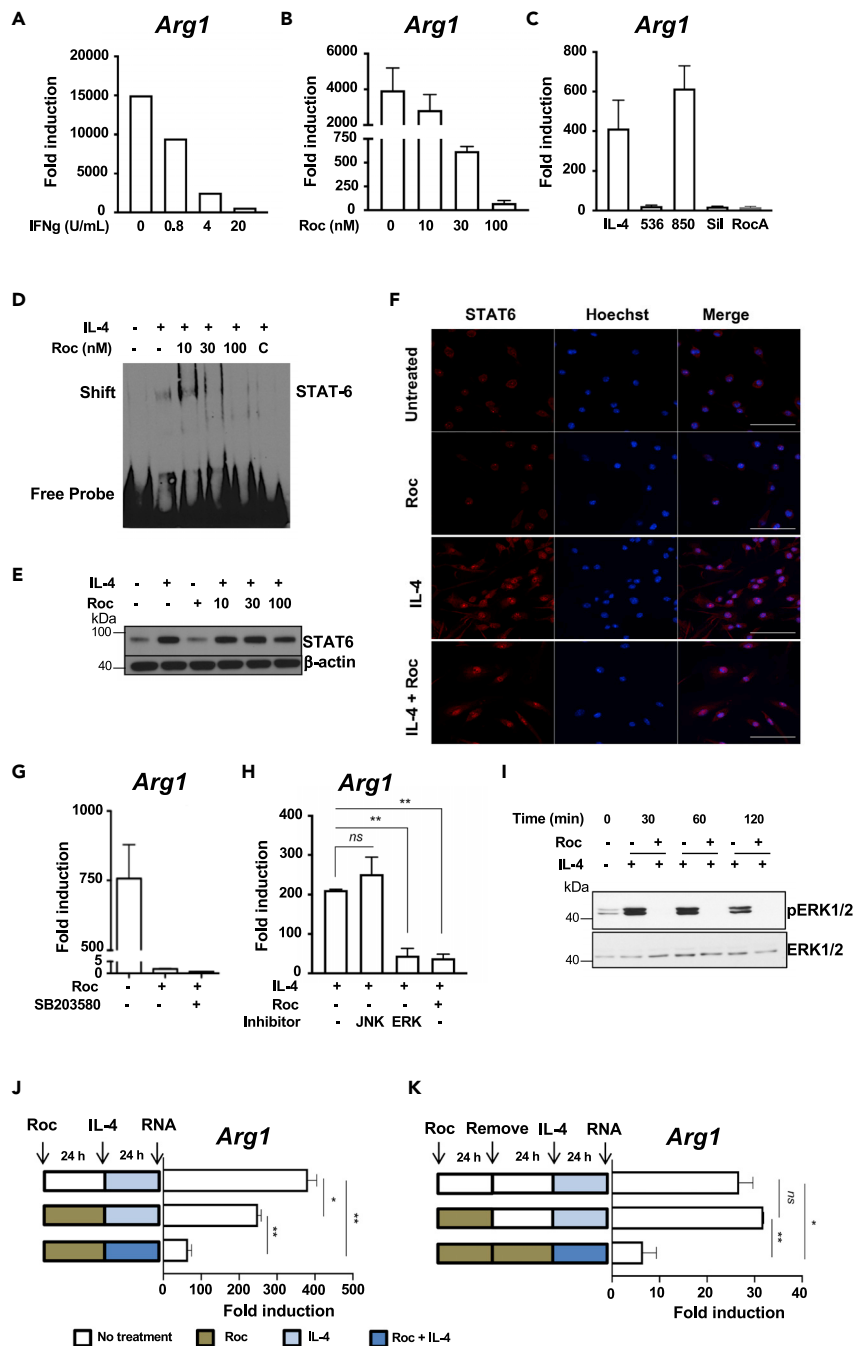 A
Arg1
Fold induction
20000
15000
10000
5000
0
IFNg (U/mL)
0 0.8 4 20
B
Arg1
Fold induction
6000
4000
2000
750
500
250
0
Roc (nM)
0 10 30 100
C
Arg1
Fold induction
800
600
400
200
0
IL-4 536 850 Sil RocA
D
IL-4 - + + + + +
Roc (nM) - - 10 30 100 C
Shift
STAT-6
Free Probe
E
IL-4 - + - + + +
Roc - - + 10 30 100
kDa
100
STAT6
40
β-actin
F
STAT6 Hoechst Merge
Untreated
Roc
IL-4
IL-4 + Roc
G
Arg1
Fold induction
1000
750
500
5
0
Roc - + +
SB203580 - - +
H
Arg1
Fold induction
400
300
200
100
0
**
**
ns
IL-4 + + + +
Roc - - - +
Inhibitor - JNK ERK -
I
Time (min) 0 30 60 120
Roc - - + - + - +
IL-4 - + + + + + +
kDa
40
pERK1/2
40
ERK1/2
J
Roc IL-4 RNA
24 h 24 h
Arg1
*
**
**
0 100 200 300 400 500
Fold induction
K
Roc Remove IL-4 RNA
24 h 24 h 24 h
Arg1
ns
**
*
0 10 20 30 40
Fold induction
No treatment Roc IL-4 Roc + IL-4